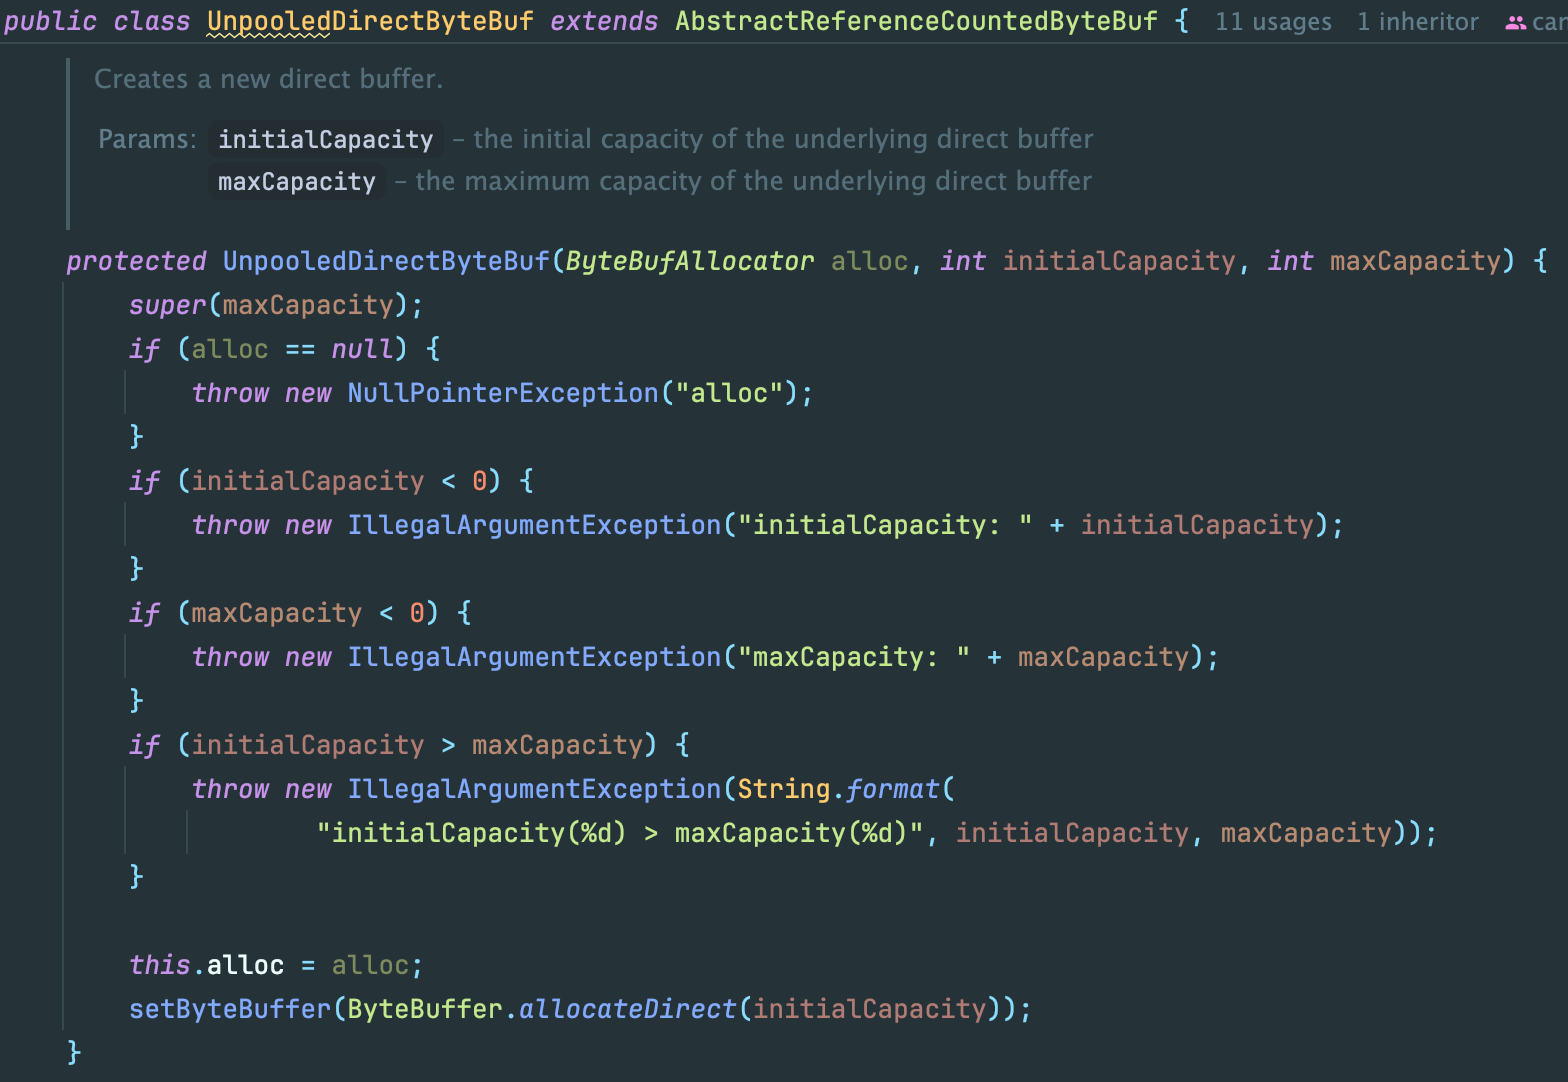 public class UnpooledDirectByteBuf extends AbstractReferenceCountedByteBuf { 11 usages 1 inheritor
Creates a new direct buffer.
Params: initialCapacity – the initial capacity of the underlying direct buffer
maxCapacity – the maximum capacity of the underlying direct buffer
protected UnpooledDirectByteBuf(ByteBufAllocator alloc, int initialCapacity, int maxCapacity) {
super(maxCapacity);
if (alloc == null) {
throw new NullPointerException("alloc");
}
if (initialCapacity < 0) {
throw new IllegalArgumentException("initialCapacity: " + initialCapacity);
}
if (maxCapacity < 0) {
throw new IllegalArgumentException("maxCapacity: " + maxCapacity);
}
if (initialCapacity > maxCapacity) {
throw new IllegalArgumentException(String.format(
"initialCapacity(%d) > maxCapacity(%d)", initialCapacity, maxCapacity));
}
this.alloc = alloc;
setByteBuffer(ByteBuffer.allocateDirect(initialCapacity));
}